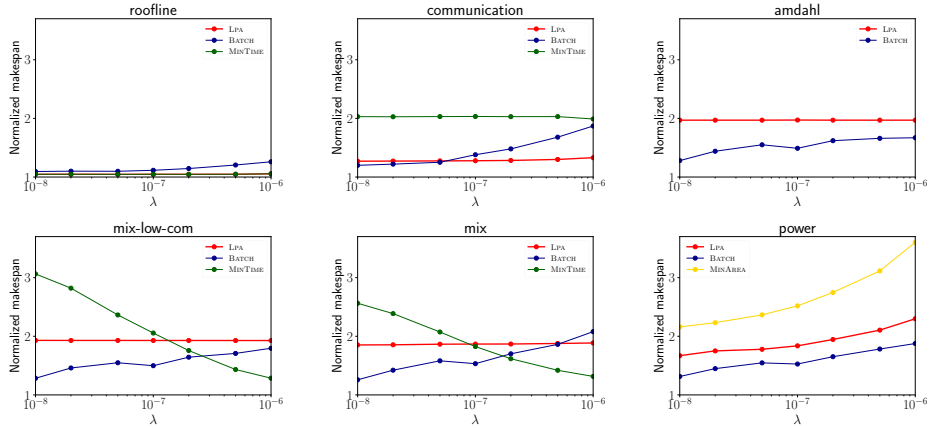 roofline
Normalized makespan
3
2
1
10⁻⁸
10⁻⁷
10⁻⁶
λ
LPA
BATCH
MINTIME
communication
Normalized makespan
3
2
1
10⁻⁸
10⁻⁷
10⁻⁶
λ
LPA
BATCH
MINTIME
amdahl
Normalized makespan
3
2
1
10⁻⁸
10⁻⁷
10⁻⁶
λ
LPA
BATCH
mix-low-com
Normalized makespan
3
2
1
10⁻⁸
10⁻⁷
10⁻⁶
λ
LPA
BATCH
MINTIME
mix
Normalized makespan
3
2
1
10⁻⁸
10⁻⁷
10⁻⁶
λ
LPA
BATCH
MINTIME
power
Normalized makespan
3
2
1
10⁻⁸
10⁻⁷
10⁻⁶
λ
LPA
BATCH
MINAREA